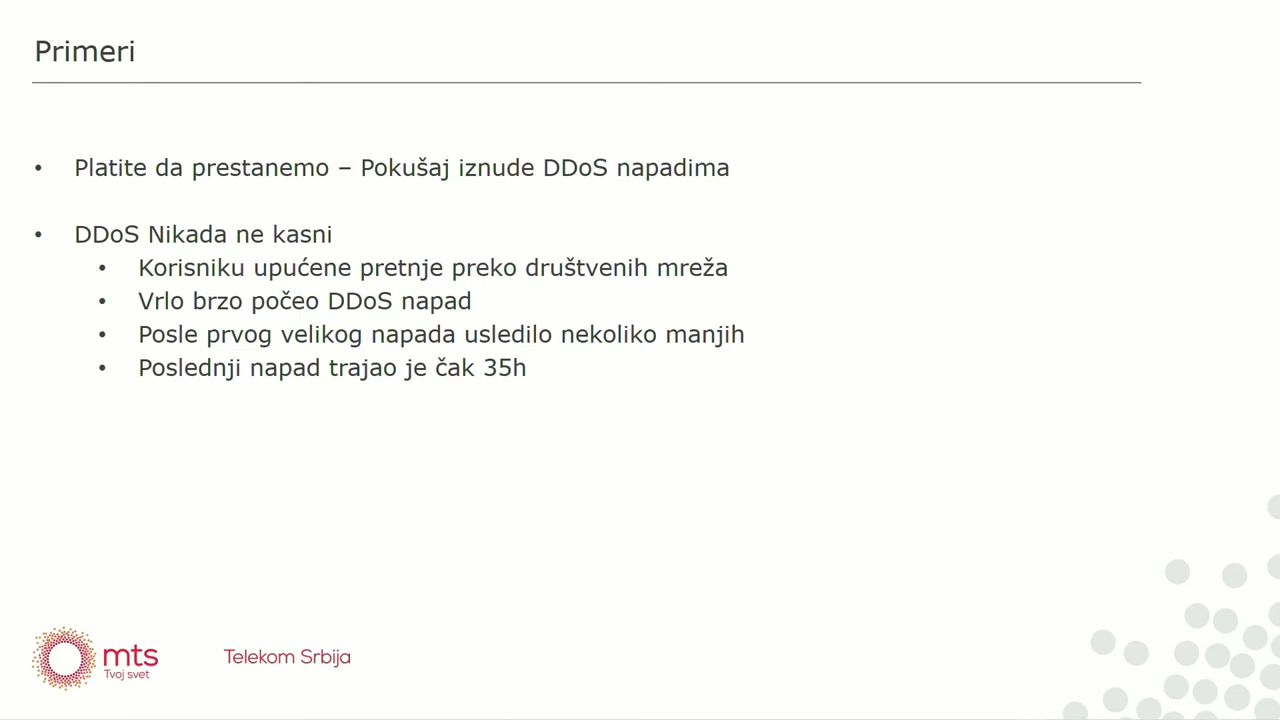 Primeri
• Platite da prestanemo – Pokušaj iznude DDoS napadima
• DDoS Nikada ne kasni
• Korisniku upućene pretnje preko društvenih mreža
• Vrlo brzo počeo DDoS napad
• Posle prvog velikog napada usledilo nekoliko manjih
• Poslednji napad trajao je čak 35h
mts
Tvoj svet
Telekom Srbija